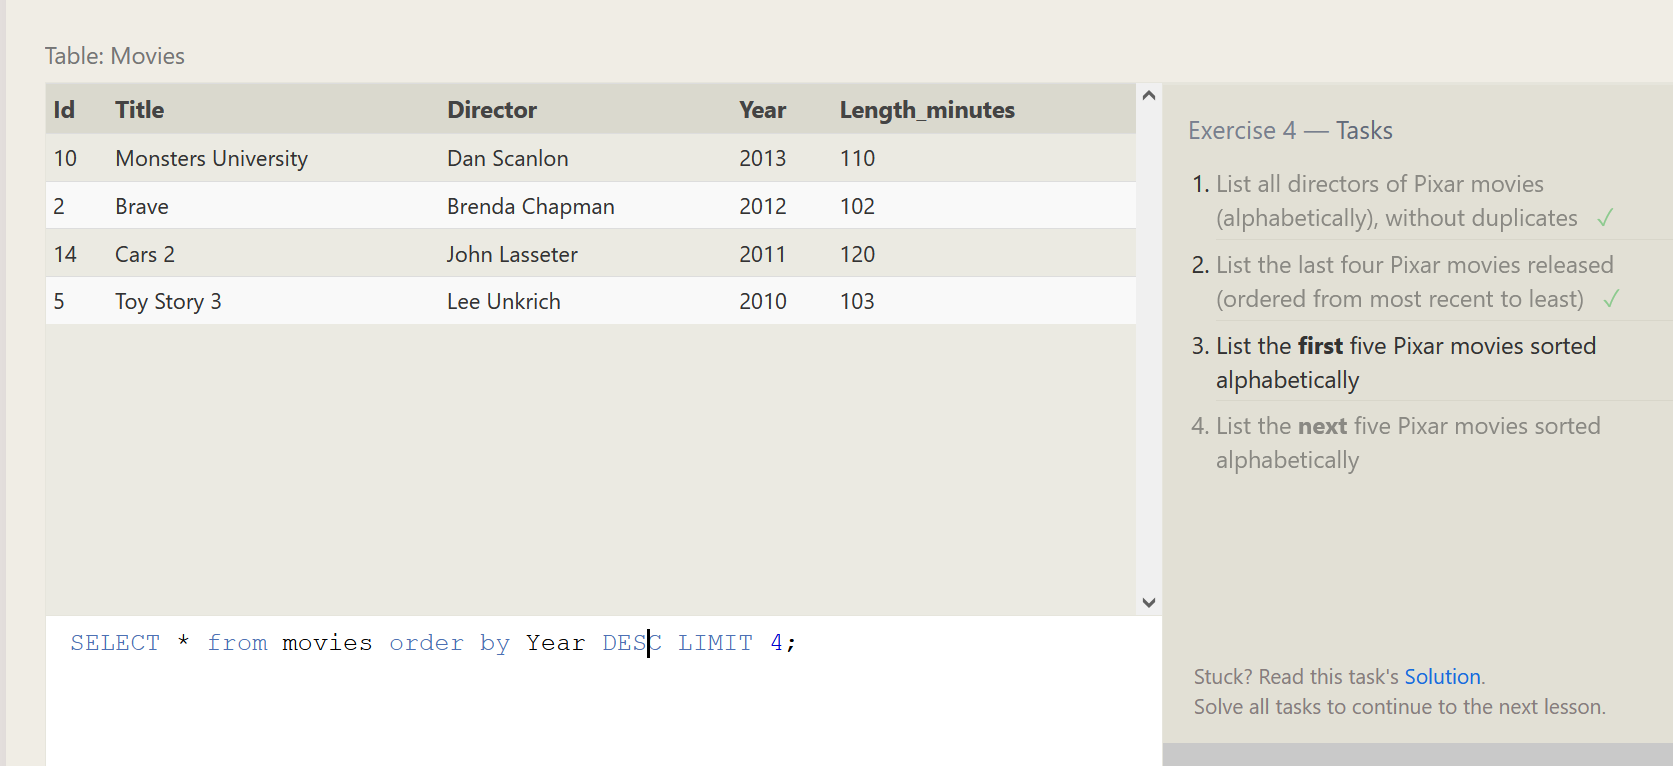 Table: Movies
Id Title Director Year Length_minutes
10 Monsters University Dan Scanlon 2013 110
2 Brave Brenda Chapman 2012 102
14 Cars 2 John Lasseter 2011 120
5 Toy Story 3 Lee Unkrich 2010 103
SELECT * from movies order by Year DESC LIMIT 4;
Exercise 4 — Tasks
1. List all directors of Pixar movies
(alphabetically), without duplicates ✓
2. List the last four Pixar movies released
(ordered from most recent to least) ✓
3. List the first five Pixar movies sorted
alphabetically
4. List the next five Pixar movies sorted
alphabetically
Stuck? Read this task's Solution.
Solve all tasks to continue to the next lesson.